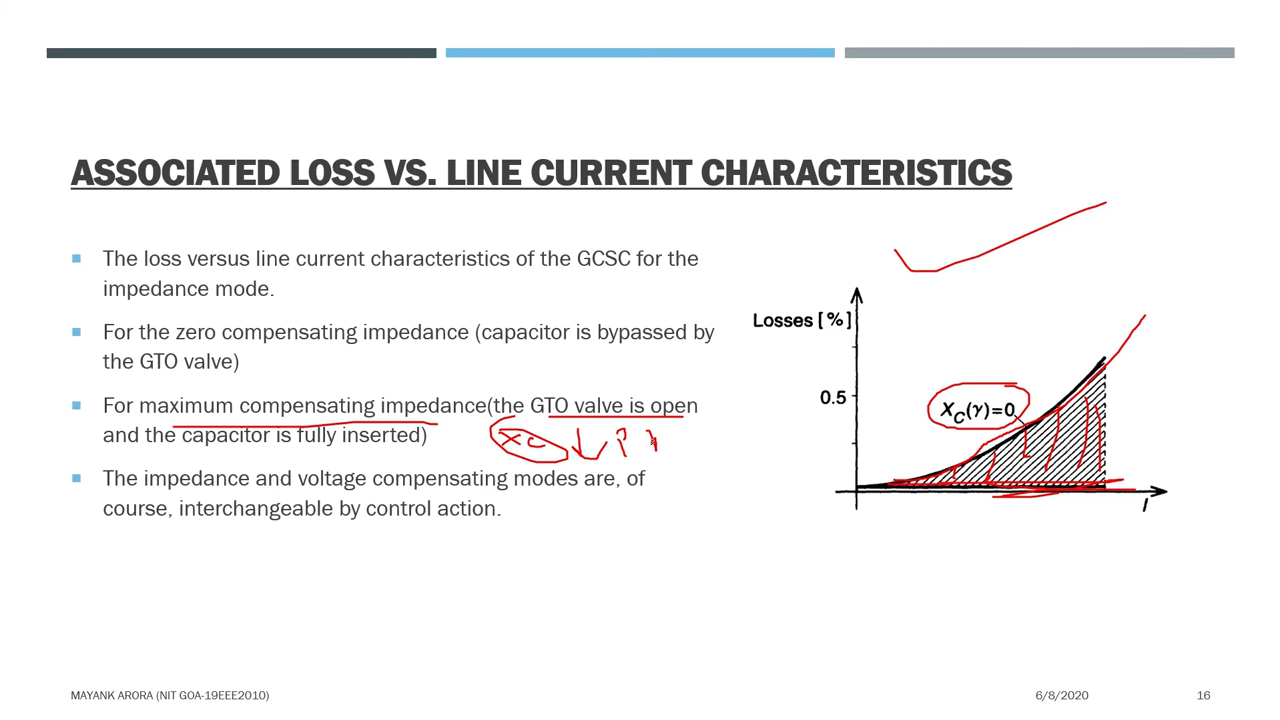 ASSOCIATED LOSS VS. LINE CURRENT CHARACTERISTICS
The loss versus line current characteristics of the GCSC for the
impedance mode.
For the zero compensating impedance (capacitor is bypassed by
the GTO valve)
For maximum compensating impedance(the GTO valve is open
and the capacitor is fully inserted)
XC
The impedance and voltage compensating modes are, of
course, interchangeable by control action.
Losses [%]
0.5
XC(γ)=0
I
MAYANK ARORA (NIT GOA-19EEE2010)
6/8/2020
16